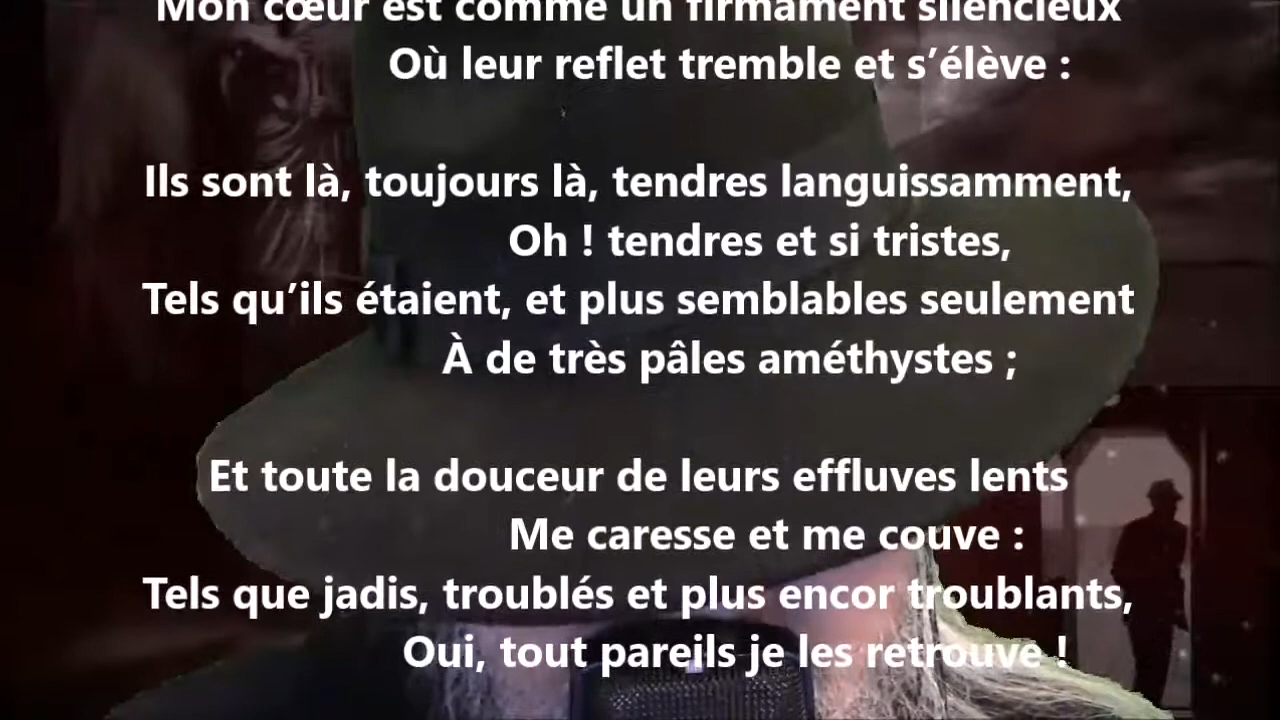 Mon cœur est comme un firmament silencieux
Où leur reflet tremble et s’élève :
Ils sont là, toujours là, tendres languissamment,
Oh ! tendres et si tristes,
Tels qu’ils étaient, et plus semblables seulement
À de très pâles améthystes ;
Et toute la douceur de leurs effluves lents
Me caresse et me couve :
Tels que jadis, troublés et plus encor troublants,
Oui, tout pareils je les retrouve !